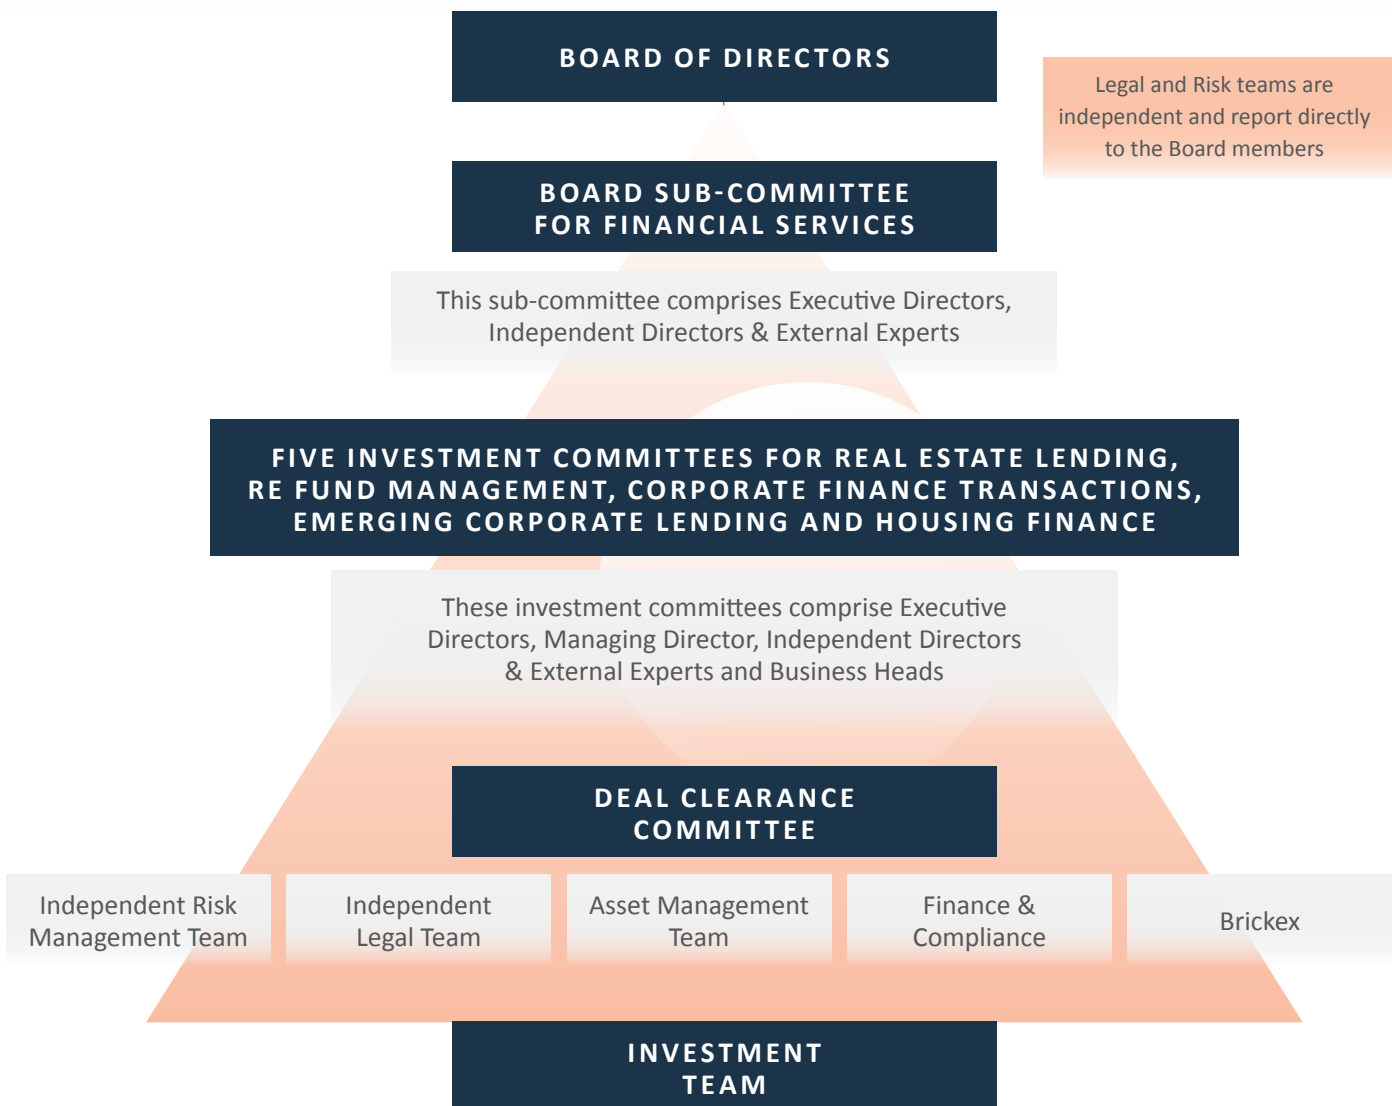 BOARD OF DIRECTORS
Legal and Risk teams are
independent and report directly
to the Board members
BOARD SUB-COMMITTEE
FOR FINANCIAL SERVICES
This sub-committee comprises Executive Directors,
Independent Directors & External Experts
FIVE INVESTMENT COMMITTEES FOR REAL ESTATE LENDING,
RE FUND MANAGEMENT, CORPORATE FINANCE TRANSACTIONS,
EMERGING CORPORATE LENDING AND HOUSING FINANCE
These investment committees comprise Executive
Directors, Managing Director, Independent Directors
& External Experts and Business Heads
DEAL CLEARANCE
COMMITTEE
Independent Risk
Management Team
Independent
Legal Team
Asset Management
Team
Finance &
Compliance
Brickex
INVESTMENT
TEAM